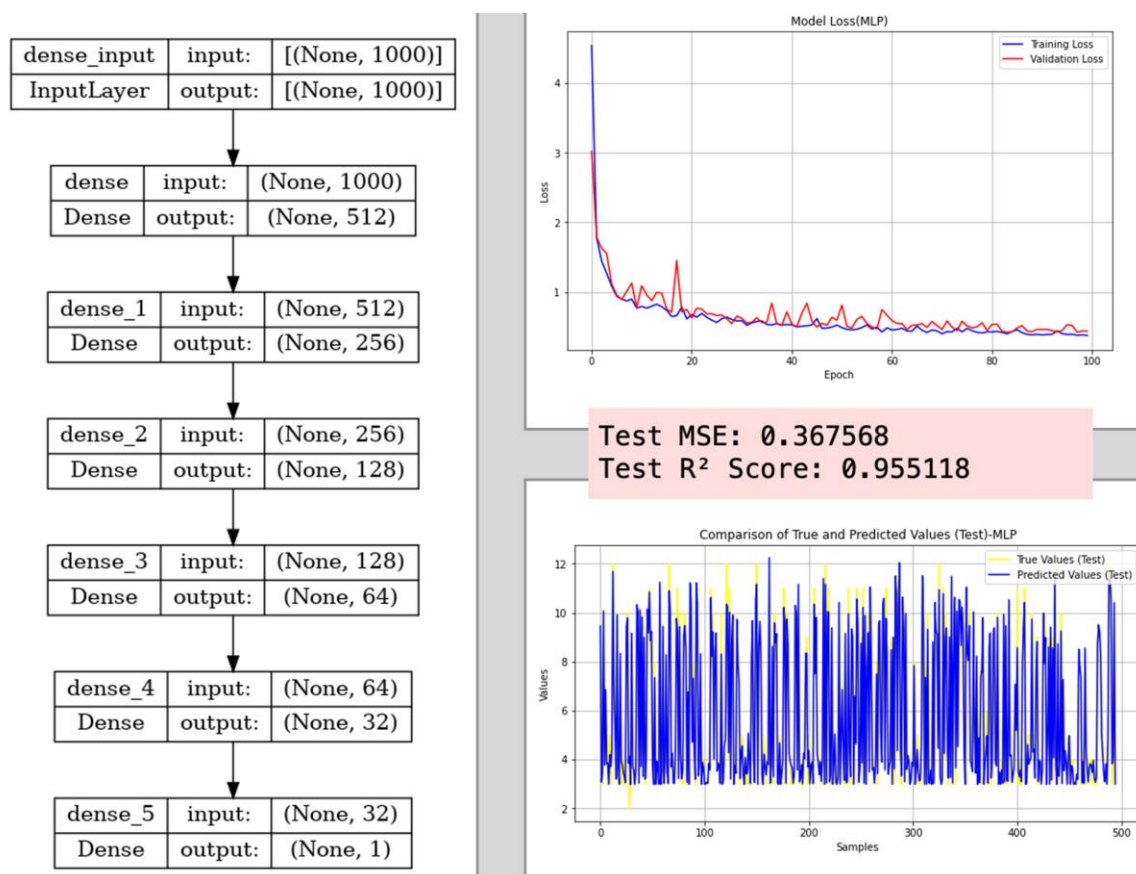 dense_input input: [(None, 1000)]
InputLayer output: [(None, 1000)]
dense input: (None, 1000)
Dense output: (None, 512)
dense_1 input: (None, 512)
Dense output: (None, 256)
dense_2 input: (None, 256)
Dense output: (None, 128)
dense_3 input: (None, 128)
Dense output: (None, 64)
dense_4 input: (None, 64)
Dense output: (None, 32)
dense_5 input: (None, 32)
Dense output: (None, 1)
Model Loss(MLP)
Training Loss
Validation Loss
Loss
4
3
2
1
0 20 40 60 80 100
Epoch
Test MSE: 0.367568
Test R² Score: 0.955118
Comparison of True and Predicted Values (Test)-MLP
True Values (Test)
Predicted Values (Test)
Values
12
10
8
6
4
2
0 100 200 300 400 500
Samples